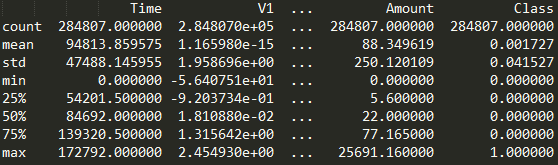 Time V1 ... Amount Class
count 284807.000000 2.848070e+05 ... 284807.000000 284807.000000
mean 94813.859575 1.165980e-15 ... 88.349619 0.001727
std 47488.145955 1.958696e+00 ... 250.120109 0.041527
min 0.000000 -5.640751e+01 ... 0.000000 0.000000
25% 54201.500000 -9.203734e-01 ... 5.600000 0.000000
50% 84692.000000 1.810880e-02 ... 22.000000 0.000000
75% 139320.500000 1.315642e+00 ... 77.165000 0.000000
max 172792.000000 2.454930e+00 ... 25691.160000 1.000000